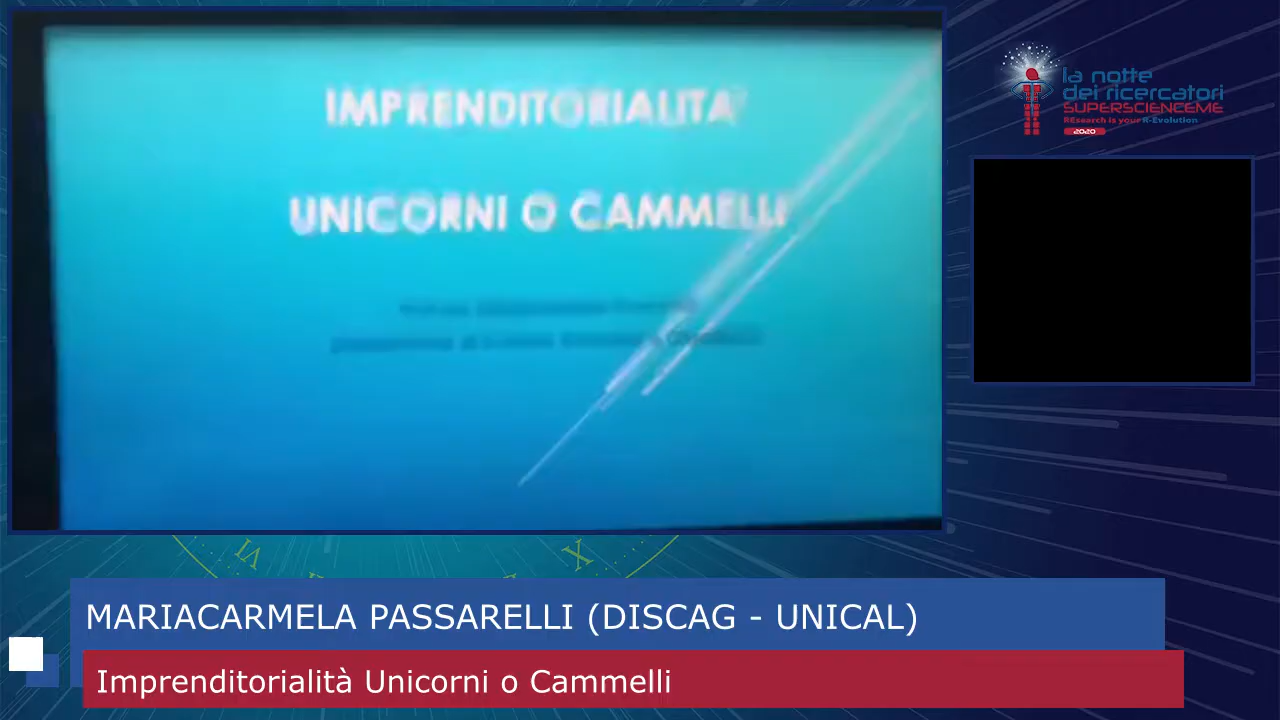 IMPRENDITORIALITA'
UNICORNI O CAMMELLI
la notte
dei ricercatori
SUPERSCIENCEME
REsearch is your R-Evolution
2020
VI
X
MARIACARMELA PASSARELLI (DISCAG - UNICAL)
Imprenditorialità Unicorni o Cammelli